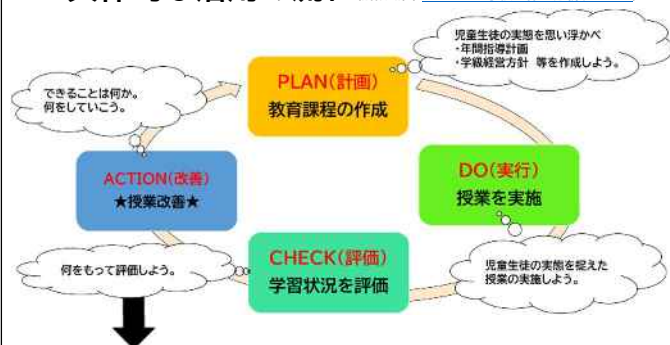 児童生徒の実態を思い浮かべ
・年間指導計画
・学級経営方針 等を作成しよう。
PLAN(計画)
教育課程の作成
できることは何か。
何をしていこう。
DO(実行)
授業を実施
ACTION(改善)
★授業改善★
CHECK(評価)
学習状況を評価
何をもって評価しよう。
児童生徒の実態を捉えた
授業の実施しよう。